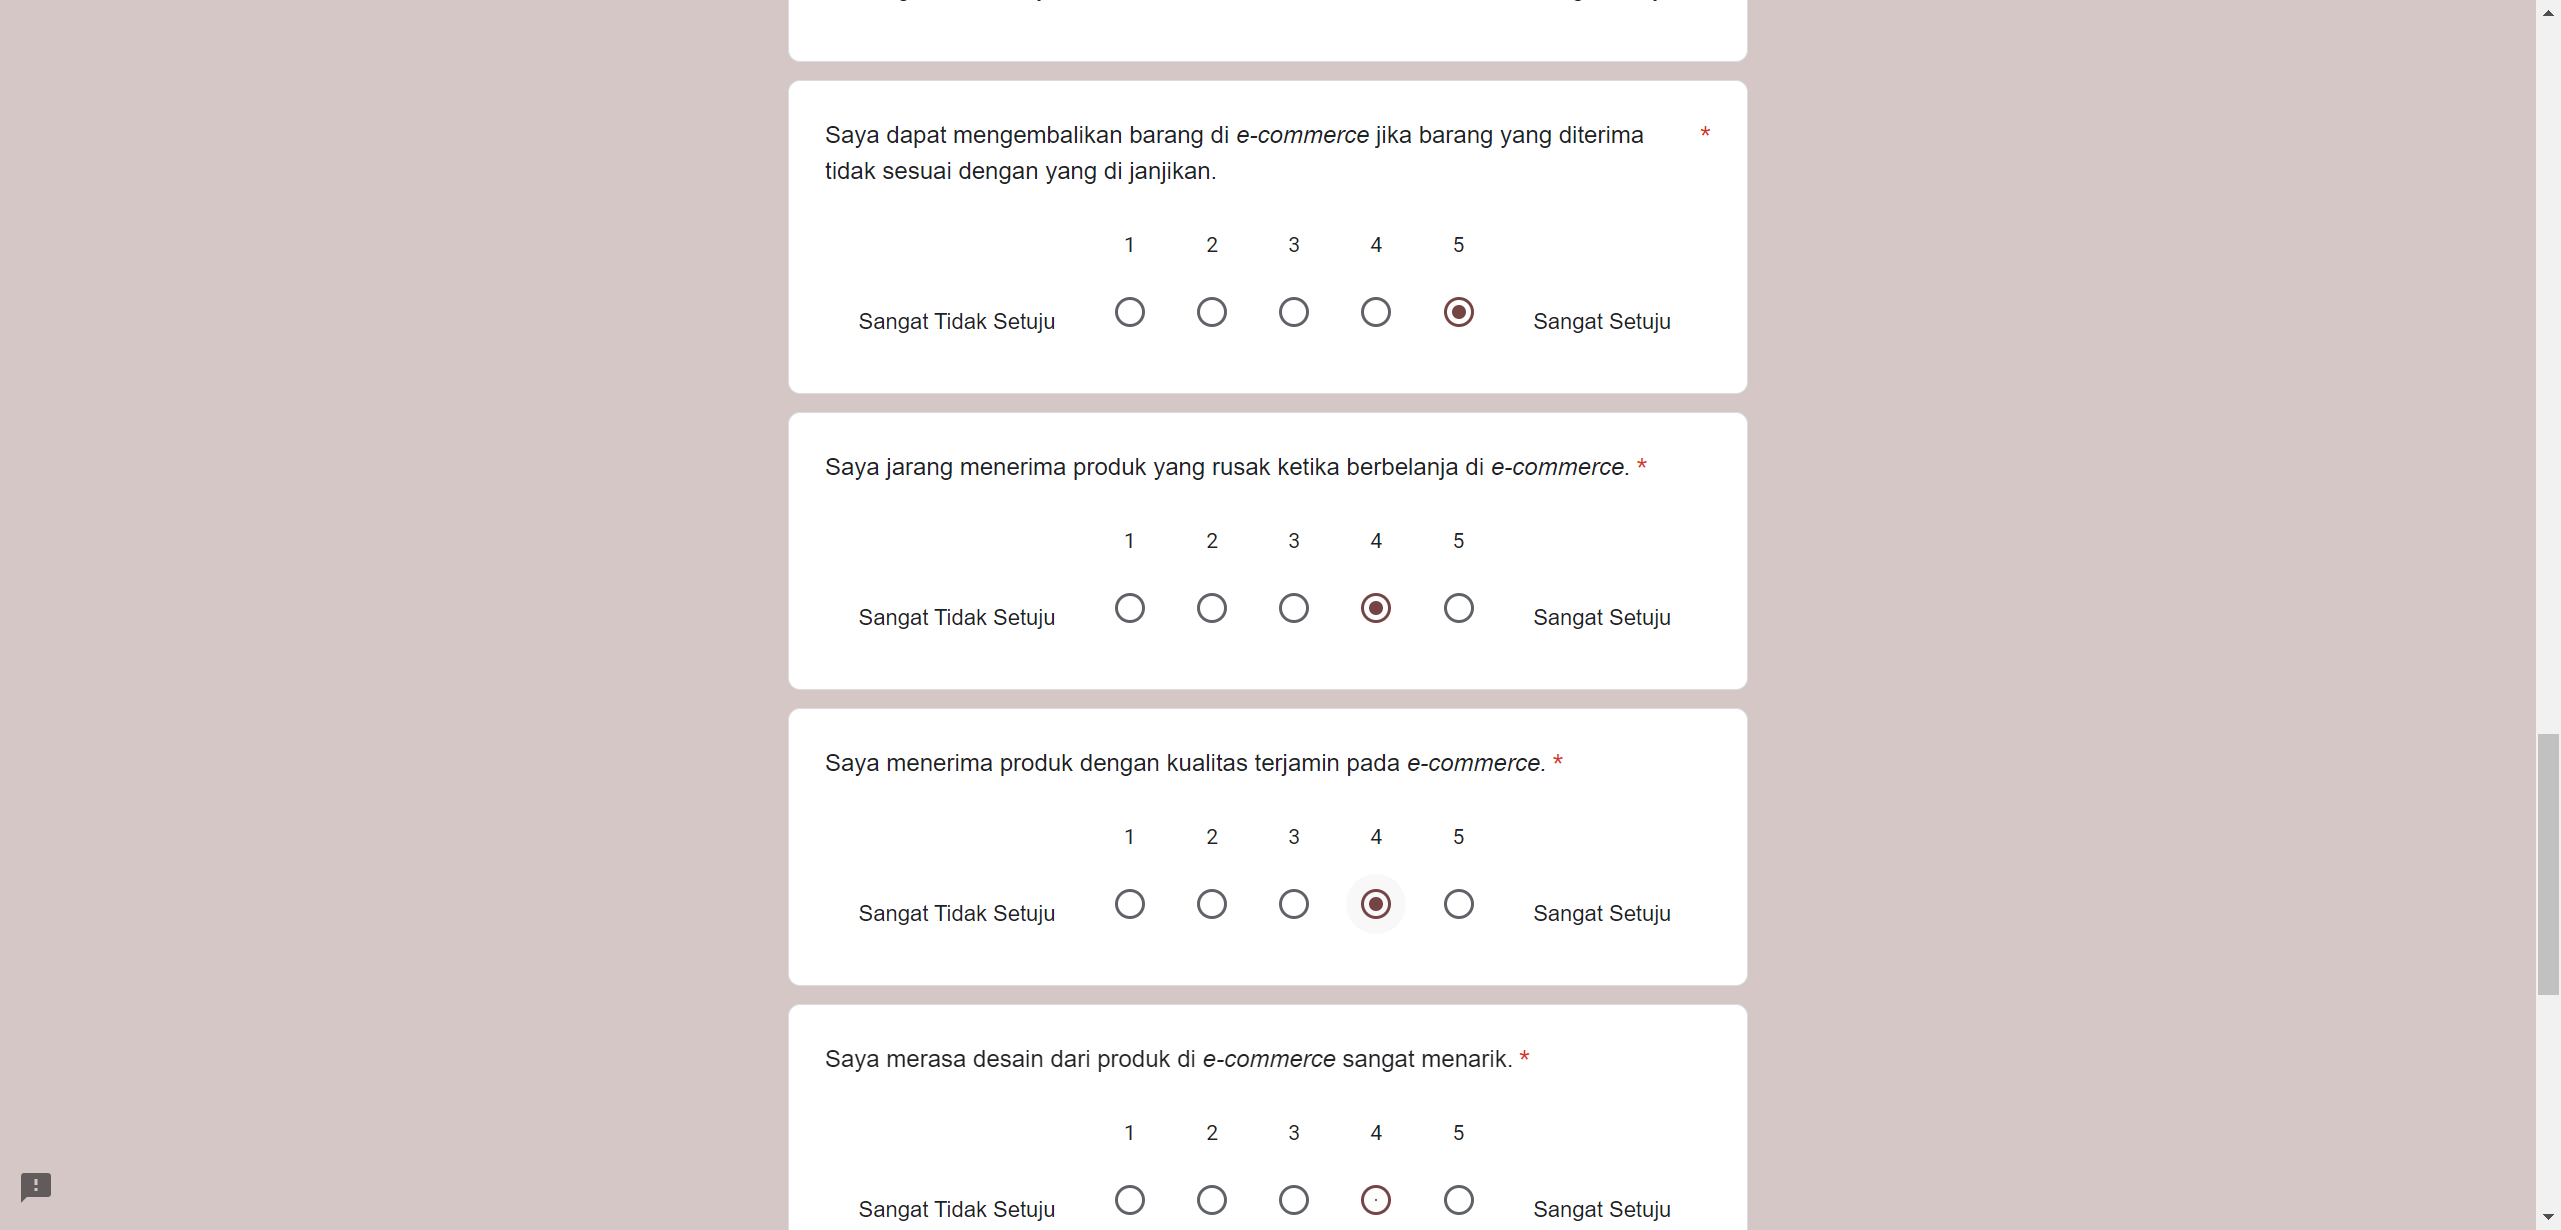 Saya dapat mengembalikan barang di e-commerce jika barang yang diterima *
tidak sesuai dengan yang di janjikan.
1 2 3 4 5
Sangat Tidak Setuju Sangat Setuju
Saya jarang menerima produk yang rusak ketika berbelanja di e-commerce. *
1 2 3 4 5
Sangat Tidak Setuju Sangat Setuju
Saya menerima produk dengan kualitas terjamin pada e-commerce. *
1 2 3 4 5
Sangat Tidak Setuju Sangat Setuju
Saya merasa desain dari produk di e-commerce sangat menarik. *
1 2 3 4 5
Sangat Tidak Setuju Sangat Setuju